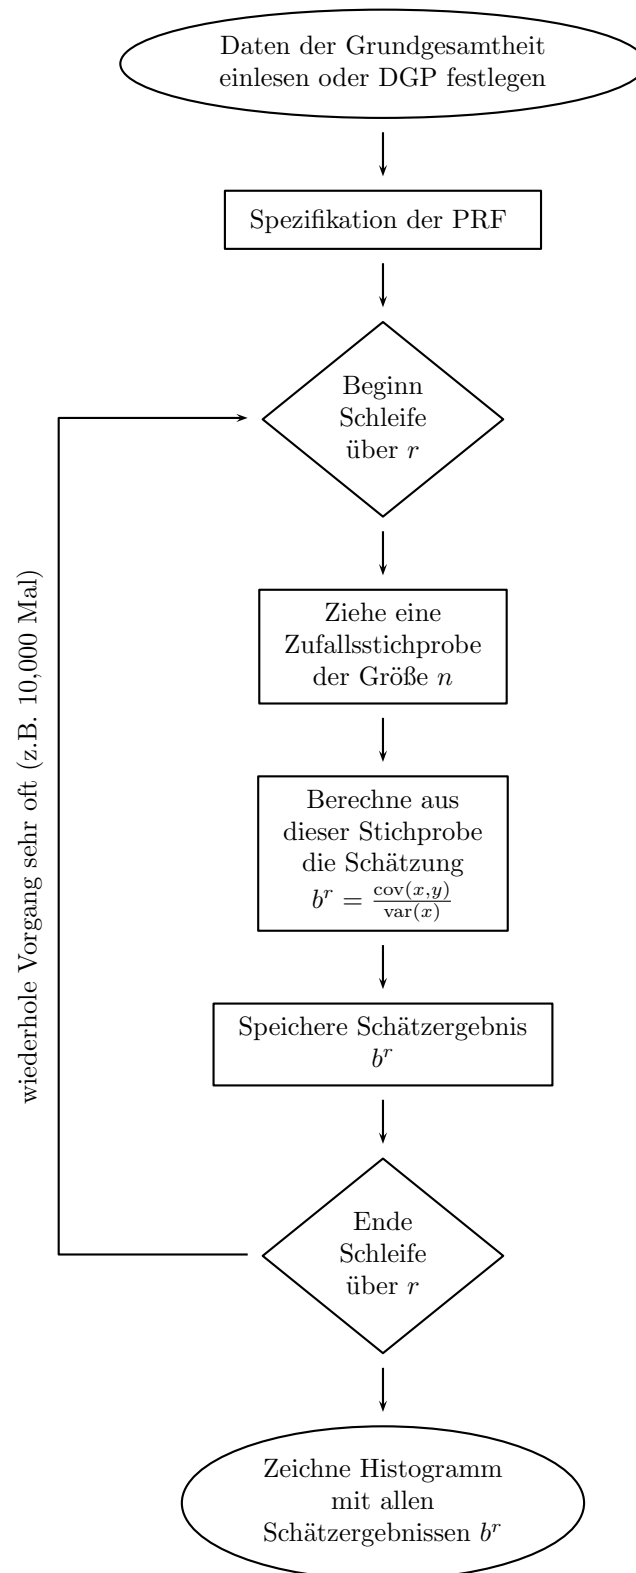 Daten der Grundgesamtheit
einlesen oder DGP festlegen
Spezifikation der PRF
Beginn
Schleife
über r
Ziehe eine
Zufallsstichprobe
der Größe n
Berechne aus
dieser Stichprobe
die Schätzung
b^r = \frac{cov(x,y)}{var(x)}
Speichere Schätzergebnis
b^r
Ende
Schleife
über r
wiederhole Vorgang sehr oft (z.B. 10,000 Mal)
Zeichne Histogramm
mit allen
Schätzergebnissen b^r